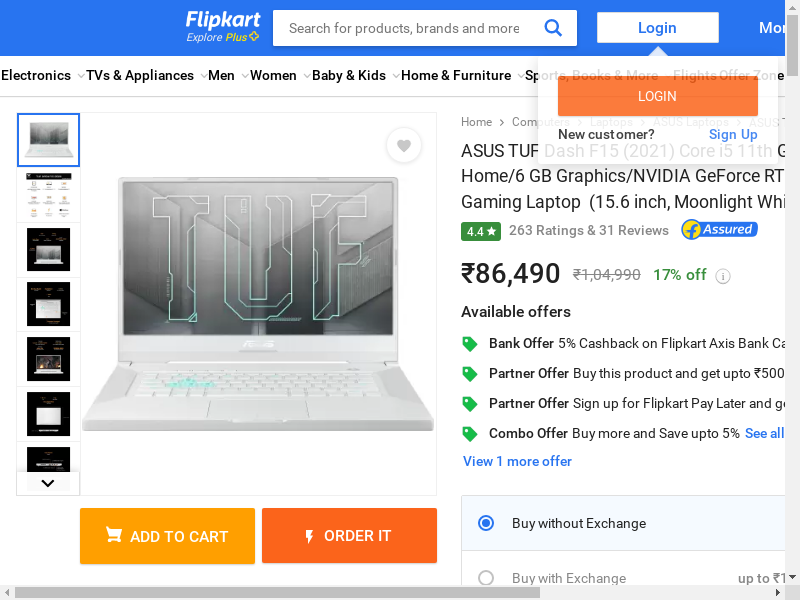 Flipkart
Explore Plus
Search for products, brands and more
Login
Electronics
TVs & Appliances
Men
Women
Baby & Kids
Home & Furniture
Sports, Books & More
Flights
Offer Zone
LOGIN
New customer?
Sign Up
Home
Computers
Laptops
ASUS Laptops
ASUS
ASUS TUF Dash F15 (2021) Core i5 11th
Home/6 GB Graphics/NVIDIA GeForce RT
Gaming Laptop (15.6 inch, Moonlight Whi
4.4
263 Ratings & 31 Reviews
Assured
₹86,490
₹1,04,990
17% off
i
Available offers
Bank Offer 5% Cashback on Flipkart Axis Bank Ca
Partner Offer Buy this product and get upto ₹500
Partner Offer Sign up for Flipkart Pay Later and ge
Combo Offer Buy more and Save upto 5% See all
View 1 more offer
TUF
ASUS
ADD TO CART
ORDER IT
Buy without Exchange
Buy with Exchange
up to ₹1